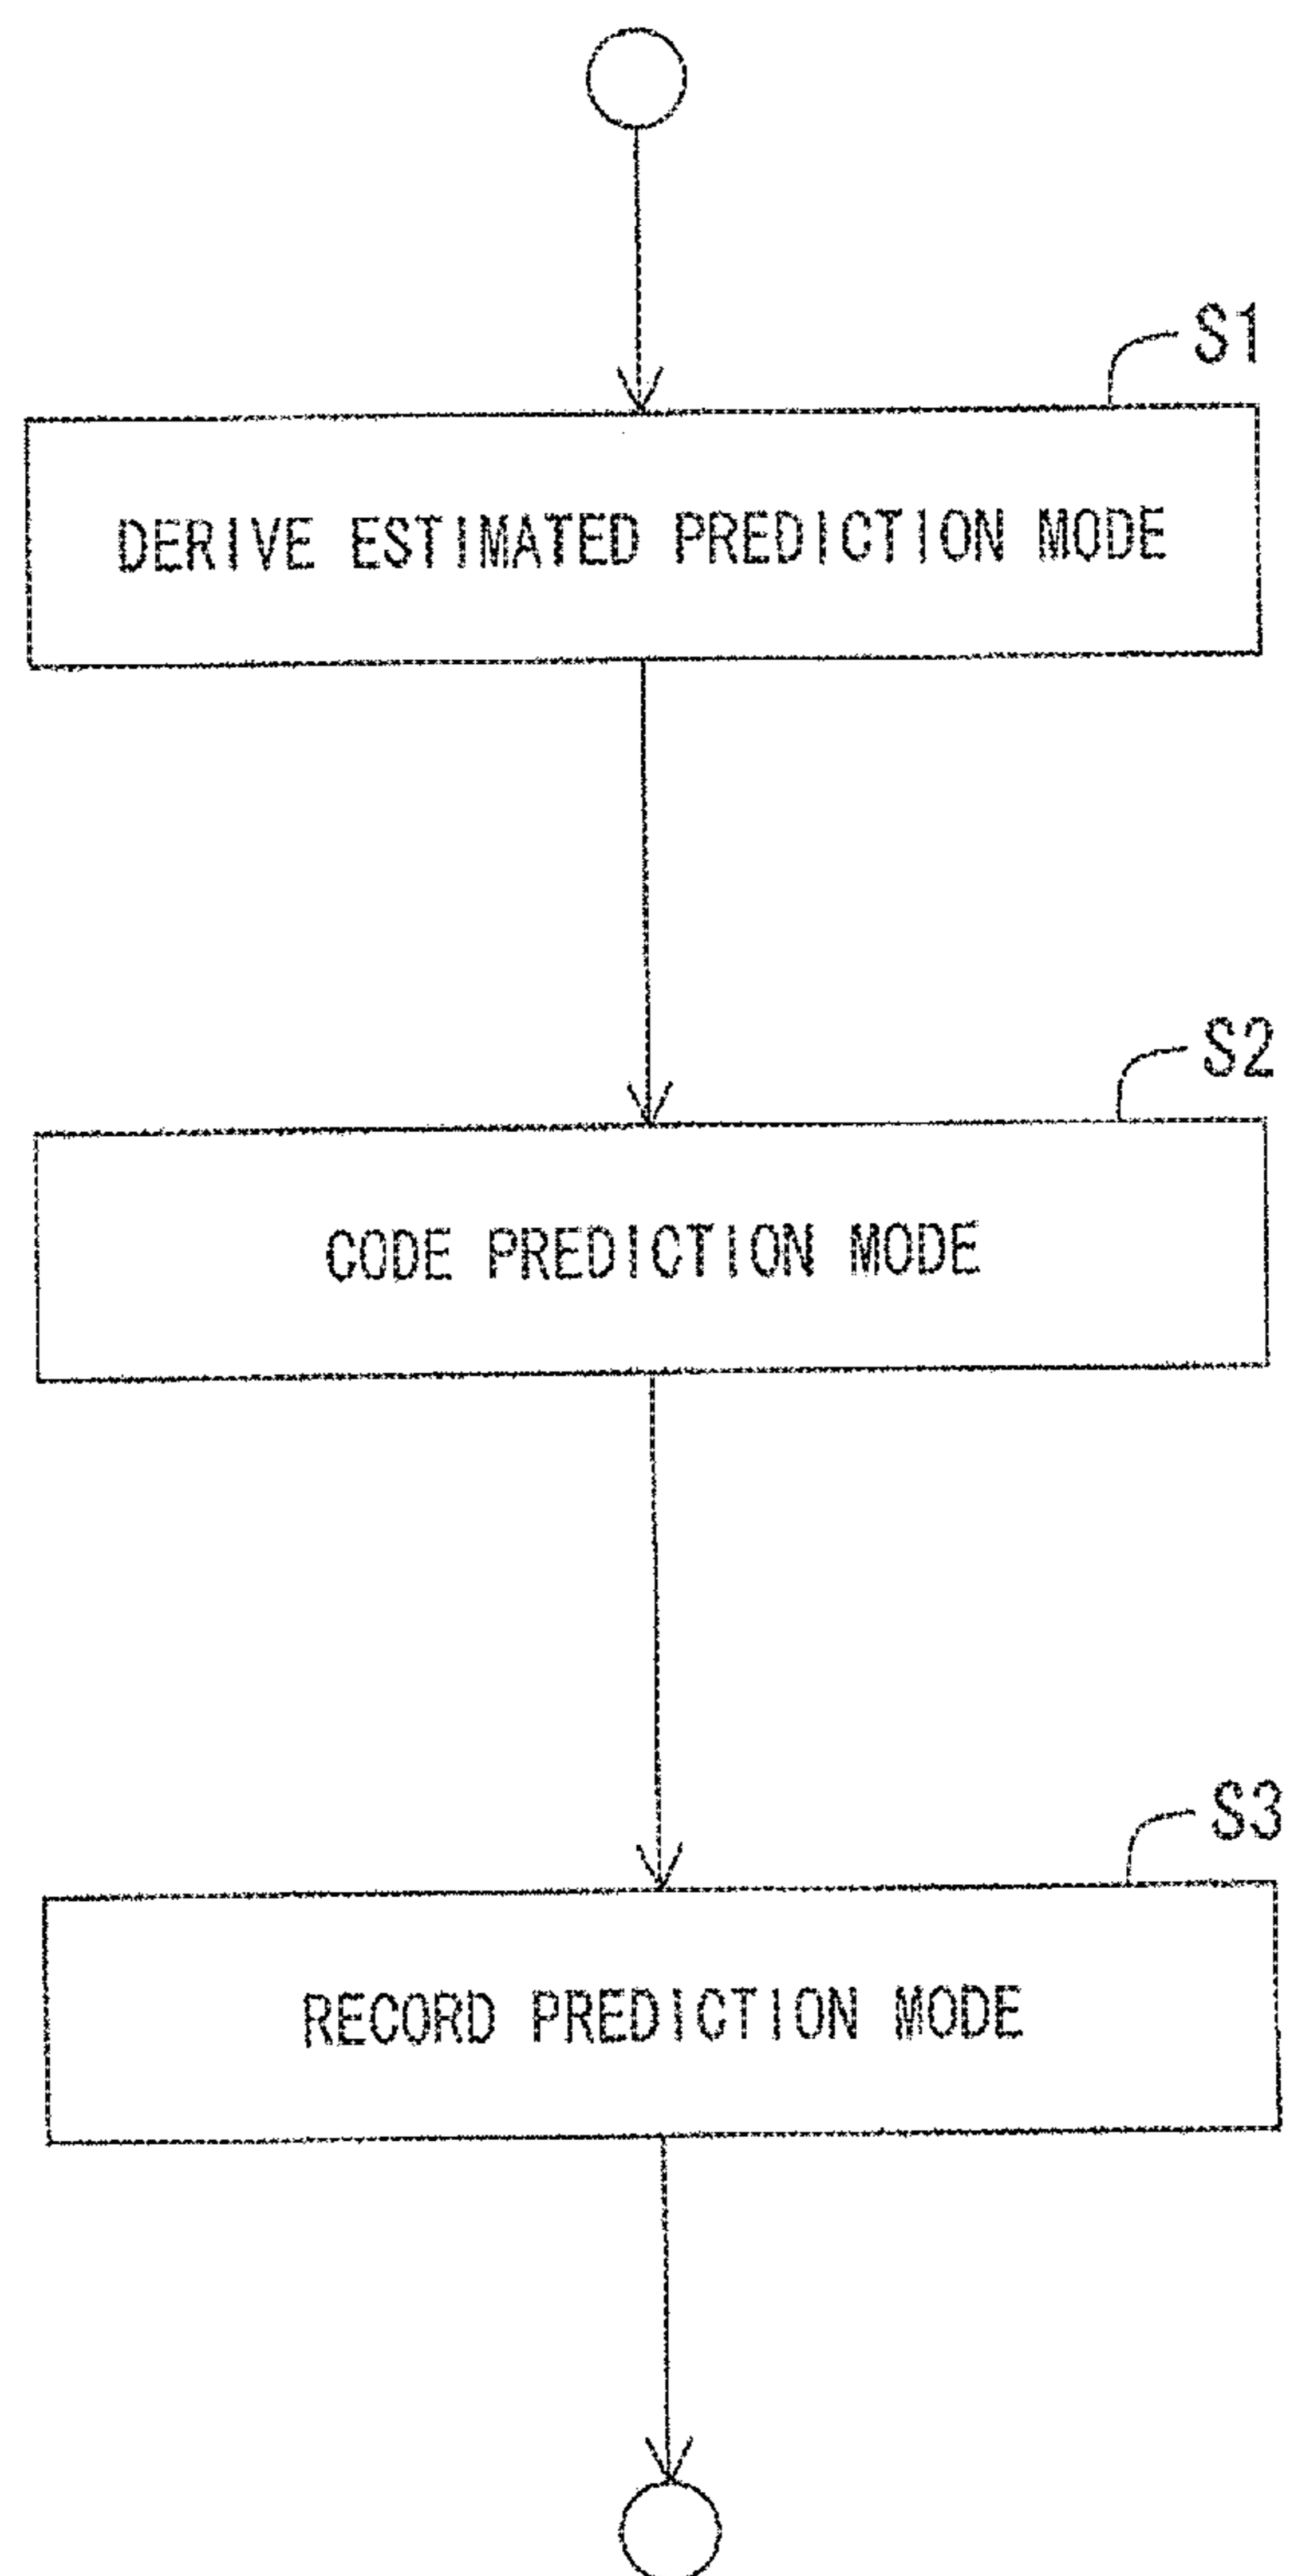 S1
DERIVE ESTIMATED PREDICTION MODE
S2
CODE PREDICTION MODE
S3
RECORD PREDICTION MODE